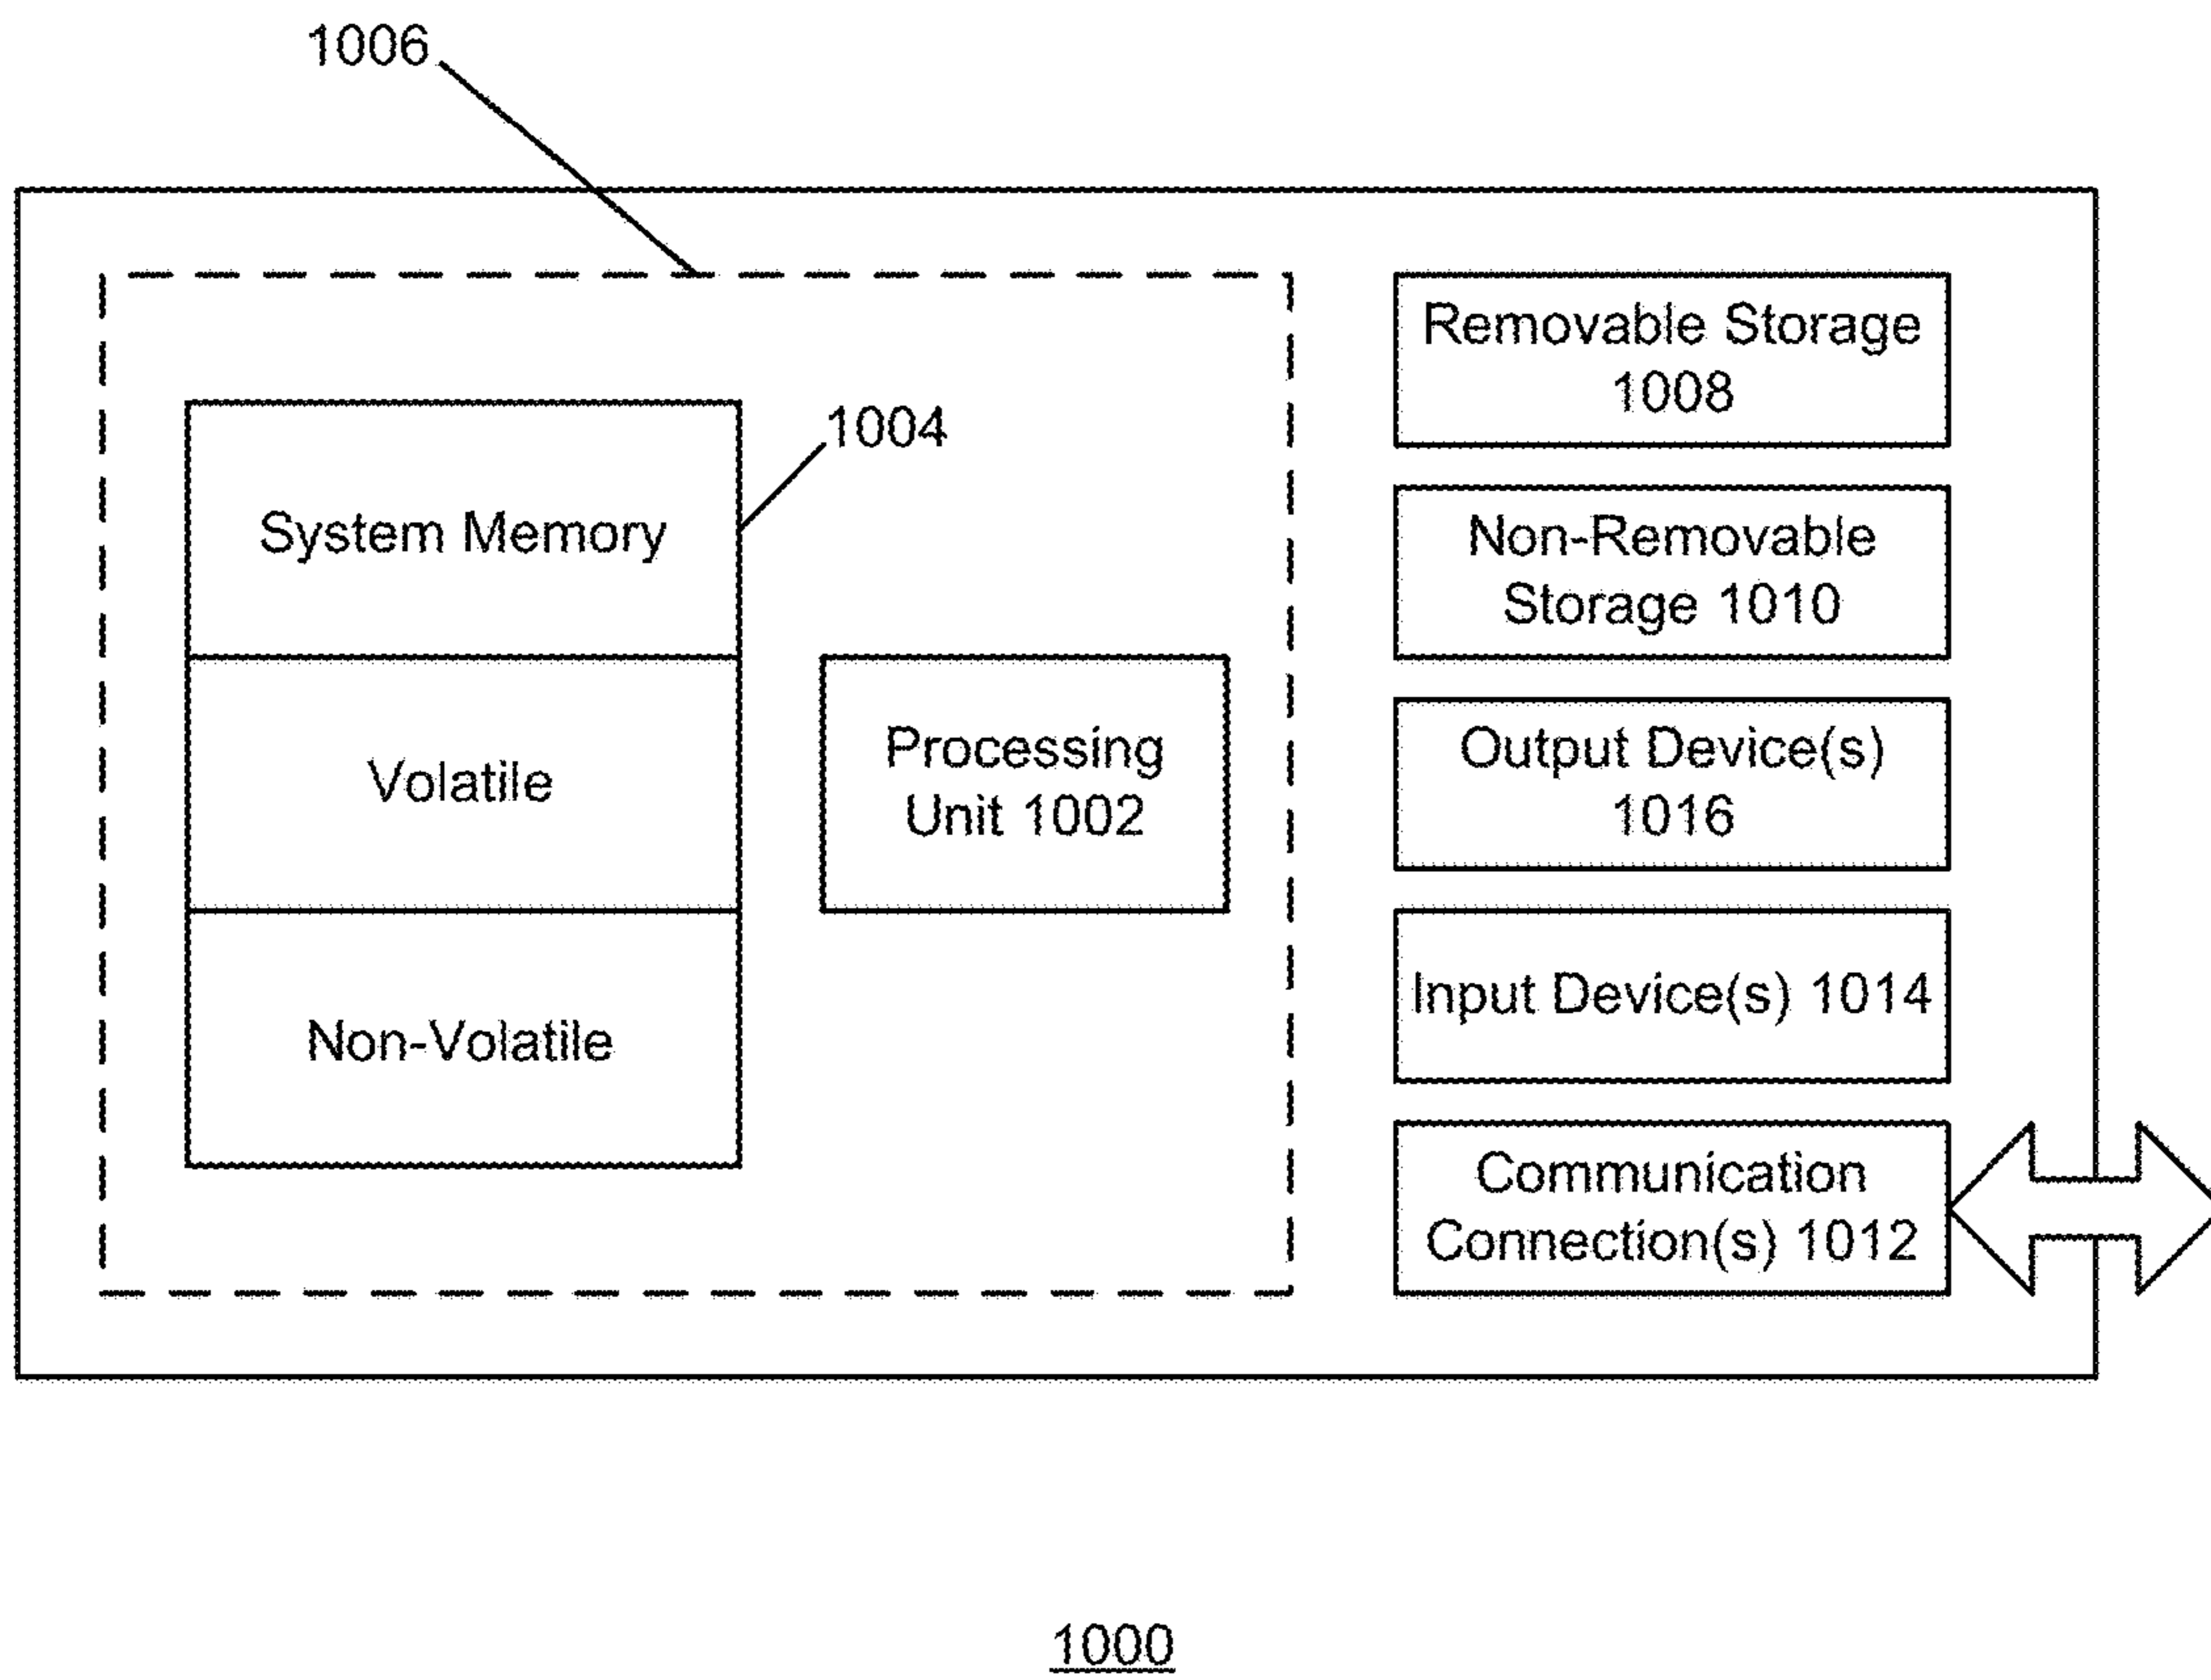 1006
1004
System Memory
Volatile
Non-Volatile
Processing
Unit 1002
Removable Storage
1008
Non-Removable
Storage 1010
Output Device(s)
1016
Input Device(s) 1014
Communication
Connection(s) 1012
1000